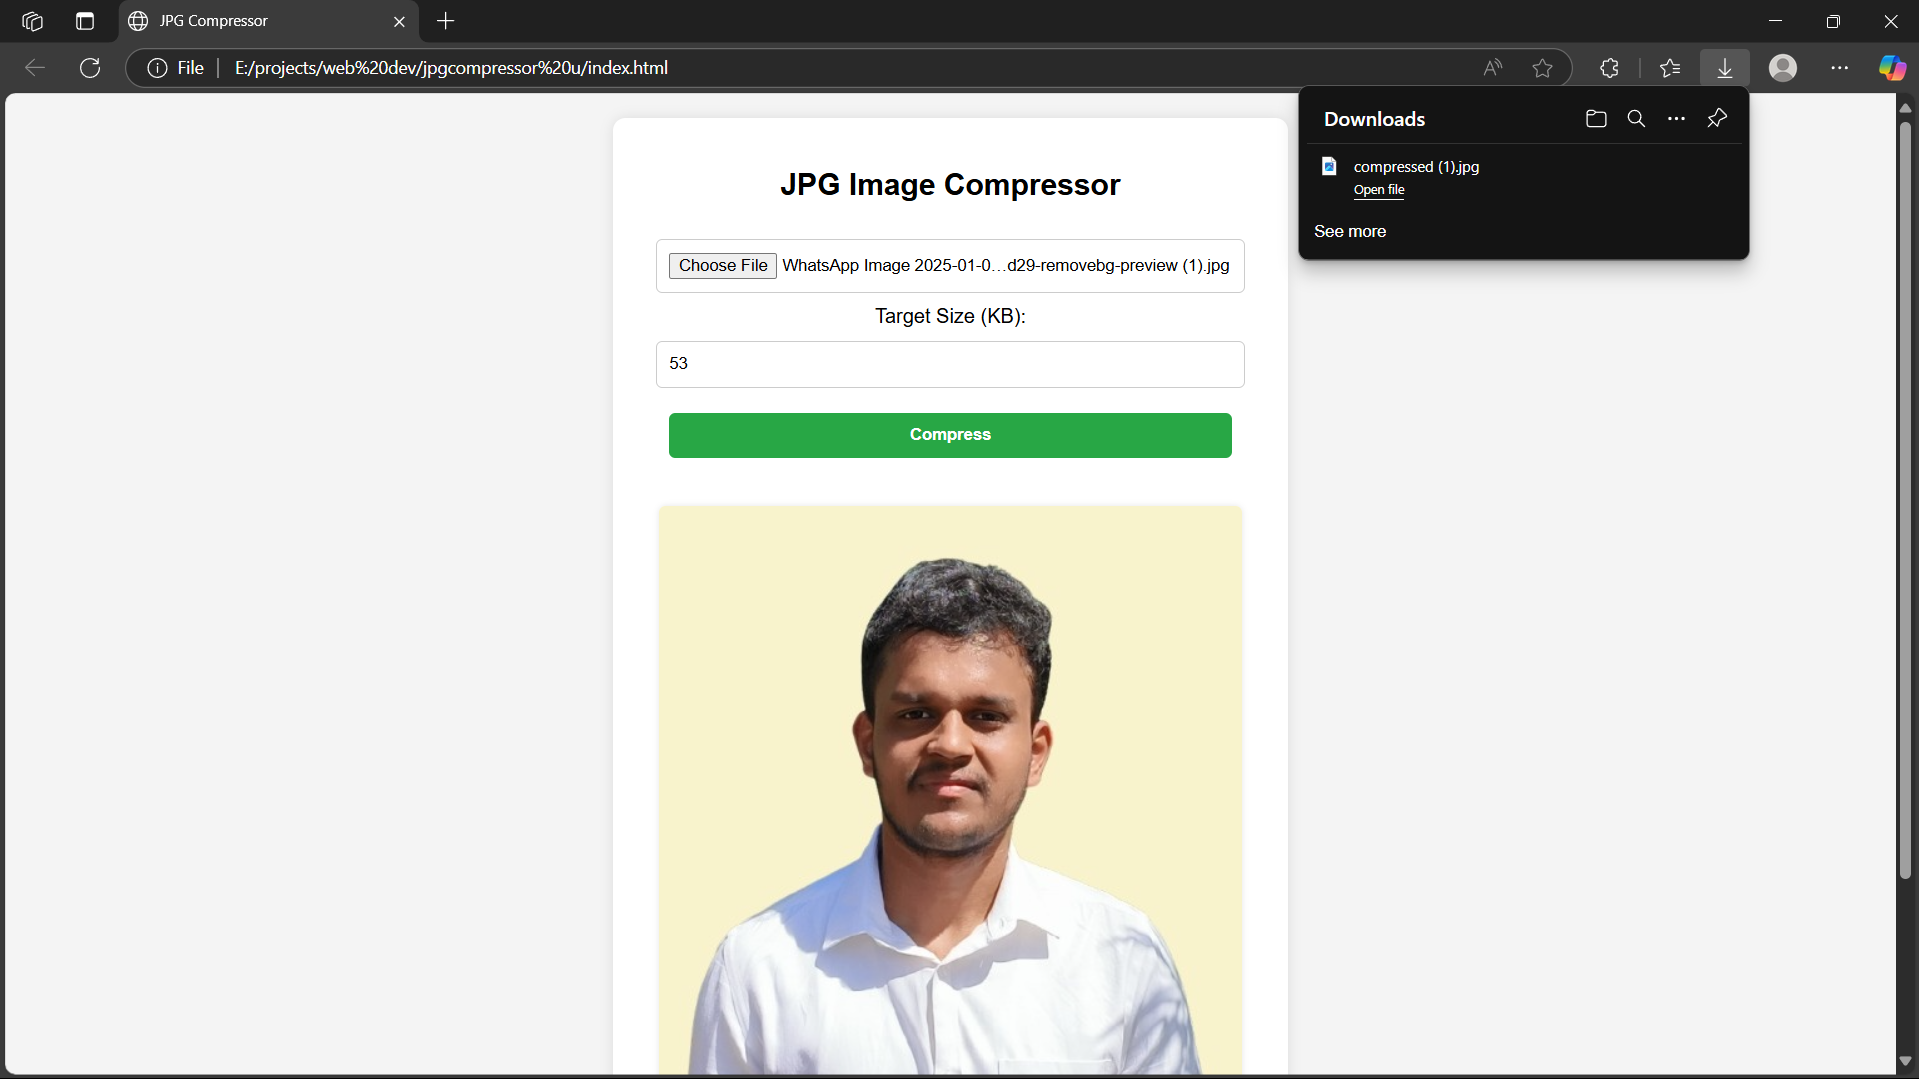 JPG Compressor
File
E:/projects/web%20dev/jpgcompressor%20u/index.html
Downloads
compressed (1).jpg
Open file
See more
JPG Image Compressor
Choose File WhatsApp Image 2025-01-0...d29-removebg-preview (1).jpg
Target Size (KB):
53
Compress